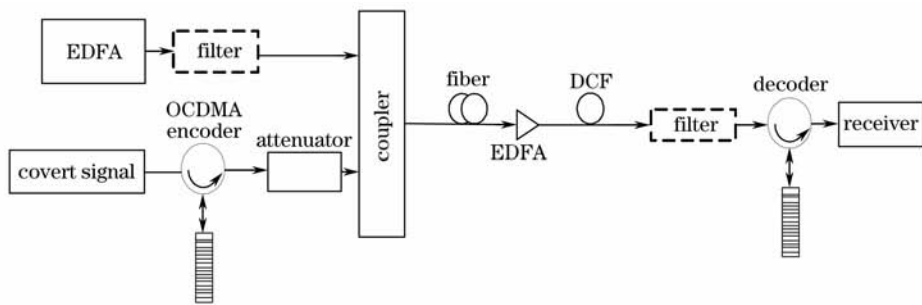 EDFA
filter
OCDMA
encoder
covert signal
attenuator
coupler
fiber
EDFA
DCF
filter
decoder
receiver